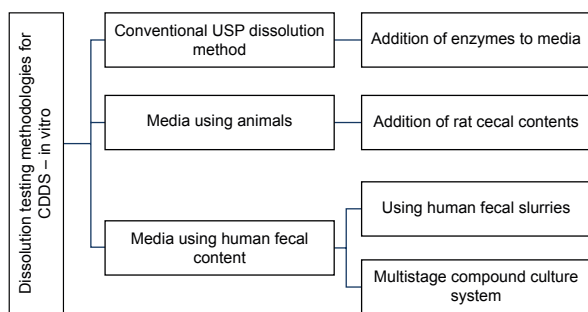 Dissolution testing methodologies for
CDDS – in vitro
Conventional USP dissolution
method
Addition of enzymes to media
Media using animals
Addition of rat cecal contents
Media using human fecal
content
Using human fecal slurries
Multistage compound culture
system